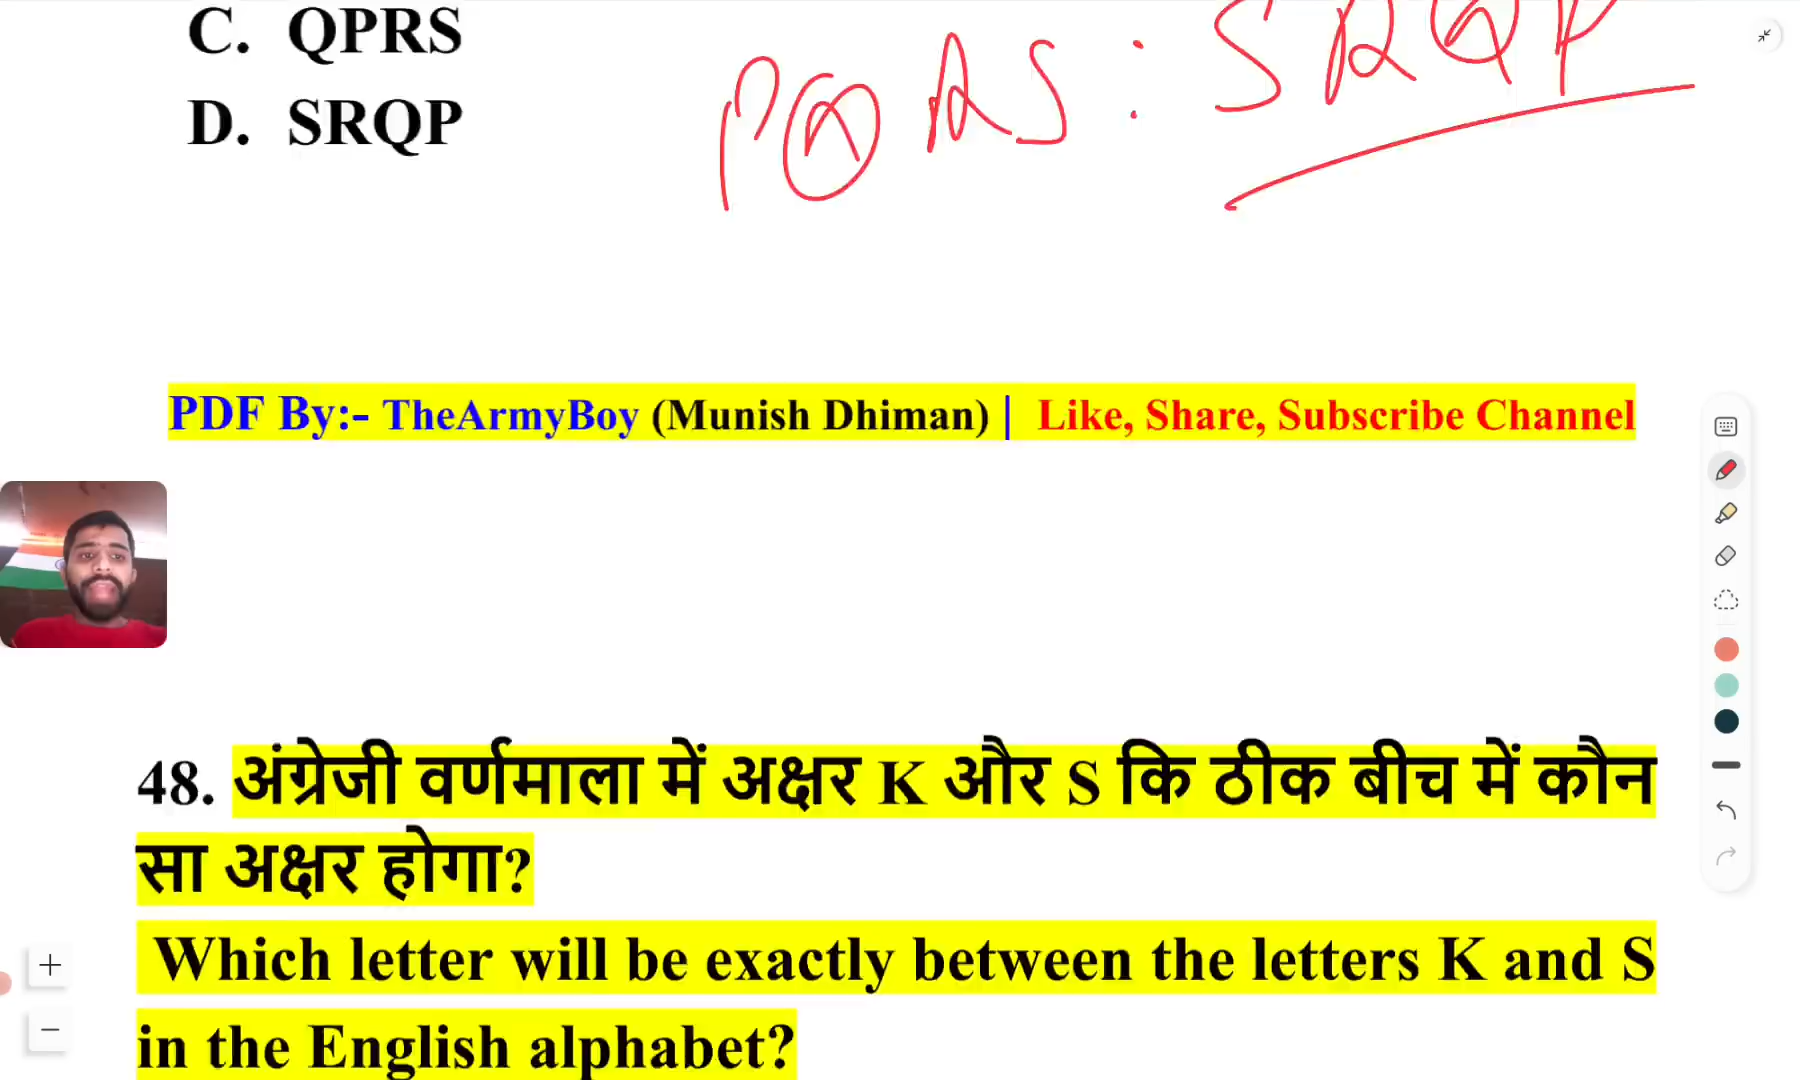 C. QPRS
D. SRQP
PQRS : SRQP
PDF By:- TheArmyBoy (Munish Dhiman) | Like, Share, Subscribe Channel
48. अंग्रेजी वर्णमाला में अक्षर K और S कि ठीक बीच में कौन
सा अक्षर होगा?
Which letter will be exactly between the letters K and S
in the English alphabet?